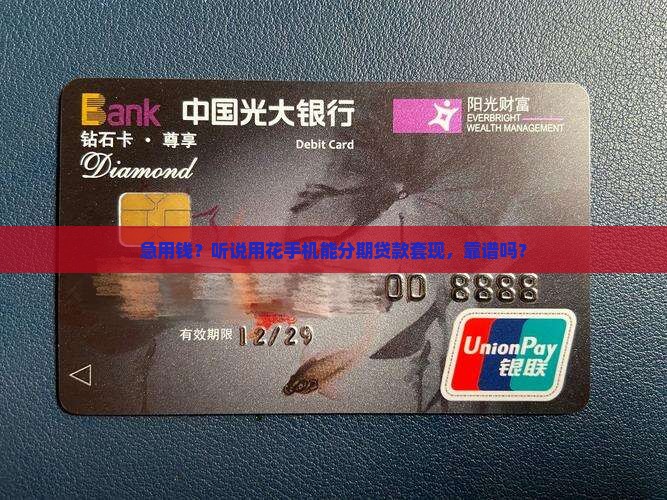 Bank 中国光大银行
阳光财富
EVERBRIGHT
WEALTH MANAGEMENT
钻石卡 · 尊享
Debit Card
Diamond
急用钱？听说用花手机能分期贷款套现，靠谱吗？
00 8888
有效期限 12/29
UnionPay
银联